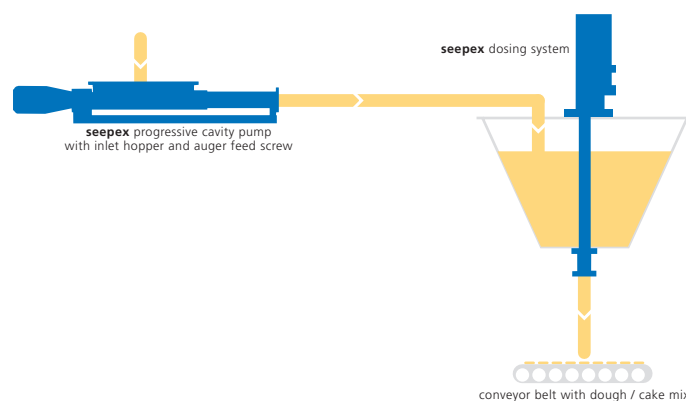 seepex dosing system
seepex progressive cavity pump
with inlet hopper and auger feed screw
conveyor belt with dough / cake mix